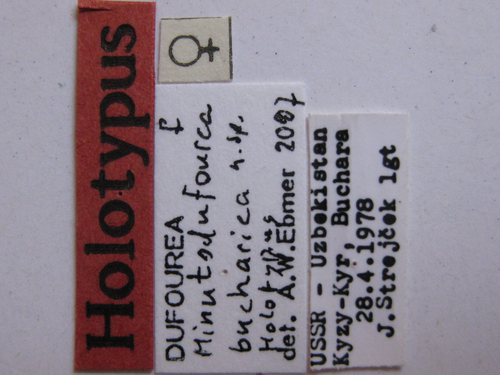 Holotypus
♀
DUFOUREA ♀
Minutodufourea
bucharica n.sp.
Holotypus
det. A.W.Ebmer 2007
USSR - Uzbekistan
Kyzy-Kyr, Buchara
28.4.1978
J.Strejček lgt